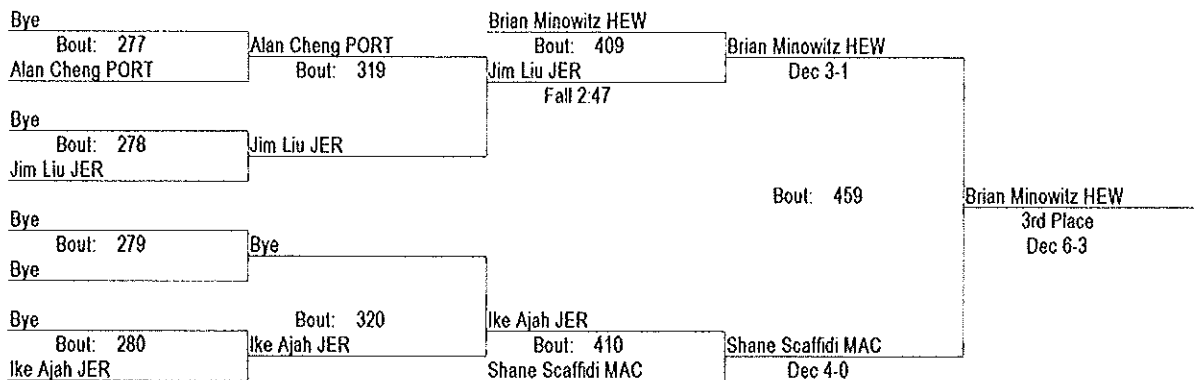 Bye
Bout: 277
Alan Cheng PORT
Alan Cheng PORT
Bout: 319
Bye
Bout: 278
Jim Liu JER
Jim Liu JER
Brian Minowitz HEW
Bout: 409
Jim Liu JER
Fall 2:47
Brian Minowitz HEW
Dec 3-1
Bye
Bout: 279
Bye
Bye
Bout: 320
Bye
Bout: 280
Ike Ajah JER
Ike Ajah JER
Ike Ajah JER
Bout: 410
Shane Scaffidi MAC
Shane Scaffidi MAC
Dec 4-0
Bout: 459
Brian Minowitz HEW
3rd Place
Dec 6-3